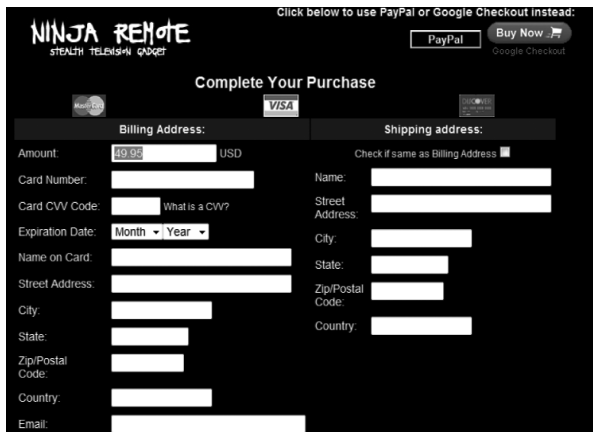 Click below to use PayPal or Google Checkout instead:
NINJA REMOTE
STEALTH TELEVISION GADGET
PayPal
Buy Now
Google Checkout
Complete Your Purchase
MasterCard
VISA
DISCOVER
Billing Address:
Amount: 49.95 USD
Card Number:
Card CVV Code: What is a CVV?
Expiration Date: Month Year
Name on Card:
Street Address:
City:
State:
Zip/Postal
Code:
Country:
Email:
Shipping address:
Check if same as Billing Address
Name:
Street
Address:
City:
State:
Zip/Postal
Code:
Country: